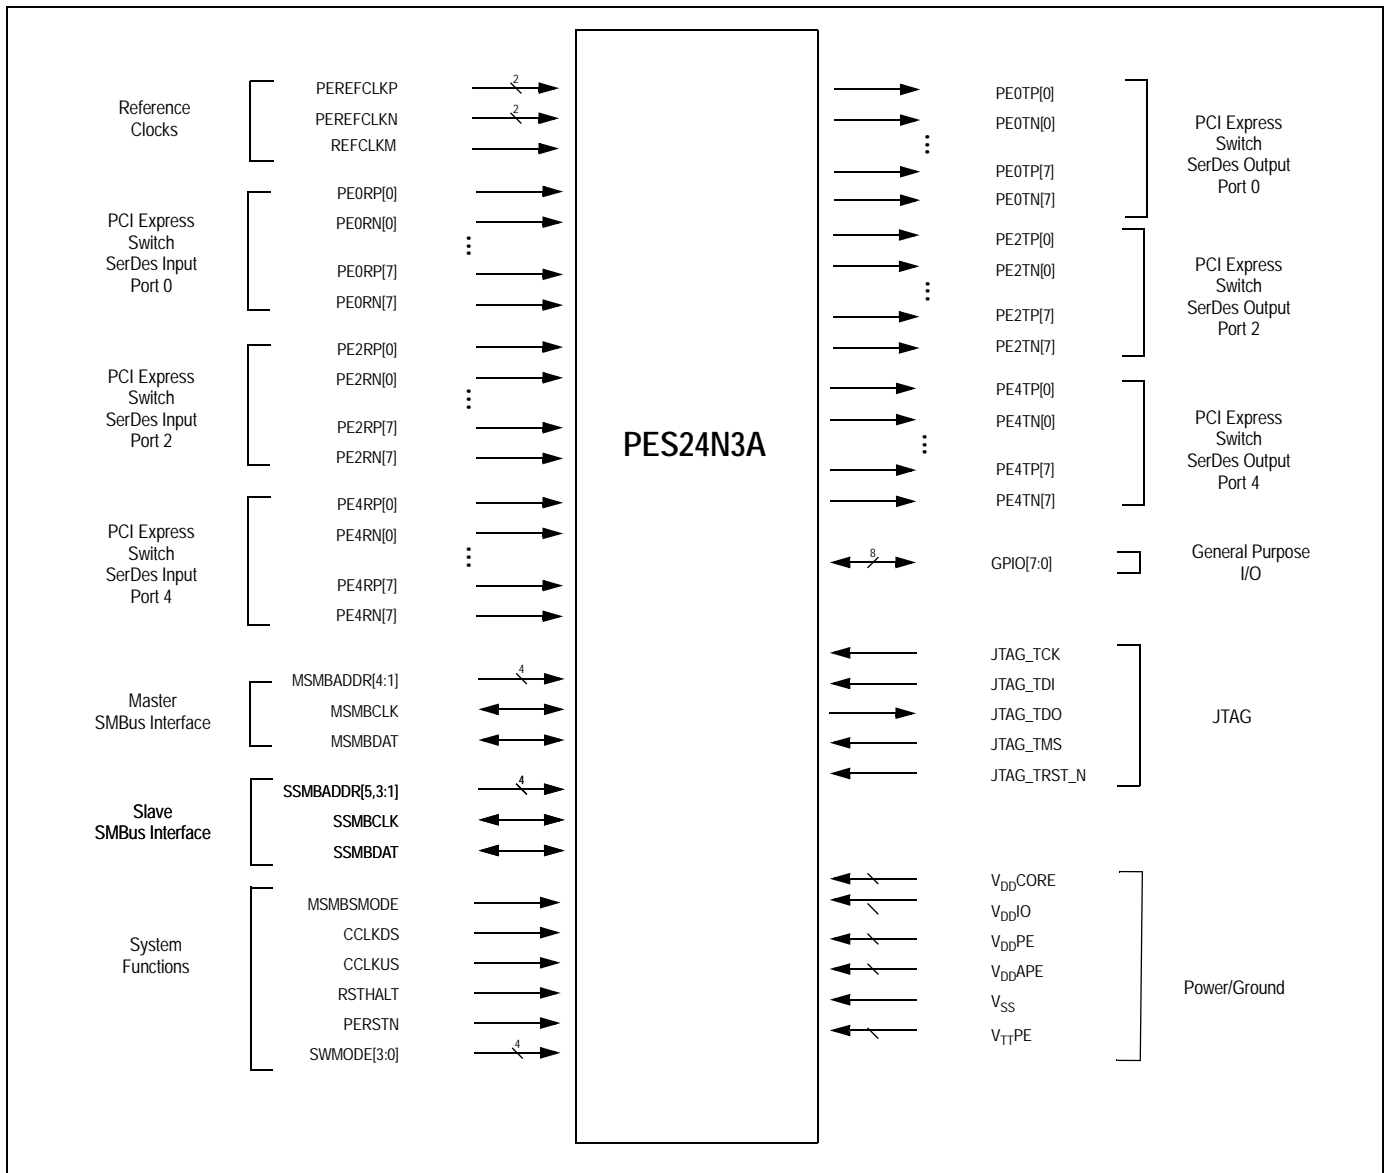 Reference
Clocks
PEREFCLKP
2
PEREFCLKN
2
REFCLKM
PCI Express
Switch
SerDes Input
Port 0
PE0RP[0]
PE0RN[0]
PE0RP[7]
PE0RN[7]
PCI Express
Switch
SerDes Input
Port 2
PE2RP[0]
PE2RN[0]
PE2RP[7]
PE2RN[7]
PCI Express
Switch
SerDes Input
Port 4
PE4RP[0]
PE4RN[0]
PE4RP[7]
PE4RN[7]
Master
SMBus Interface
MSMBADDR[4:1]
4
MSMBCLK
MSMBDAT
Slave
SMBus Interface
SSMBADDR[5,3:1]
4
SSMBCLK
SSMBDAT
System
Functions
MSMBSMODE
CCLKDS
CCLKUS
RSTHALT
PERSTN
SWMODE[3:0]
4
PES24N3A
PE0TP[0]
PE0TN[0]
PE0TP[7]
PE0TN[7]
PCI Express
Switch
SerDes Output
Port 0
PE2TP[0]
PE2TN[0]
PE2TP[7]
PE2TN[7]
PCI Express
Switch
SerDes Output
Port 2
PE4TP[0]
PE4TN[0]
PE4TP[7]
PE4TN[7]
PCI Express
Switch
SerDes Output
Port 4
8
GPIO[7:0]
General Purpose
I/O
JTAG_TCK
JTAG_TDI
JTAG_TDO
JTAG_TMS
JTAG_TRST_N
JTAG
VDDCORE
VDDIO
VDDPE
VDDAPE
VSS
VTTPE
Power/Ground